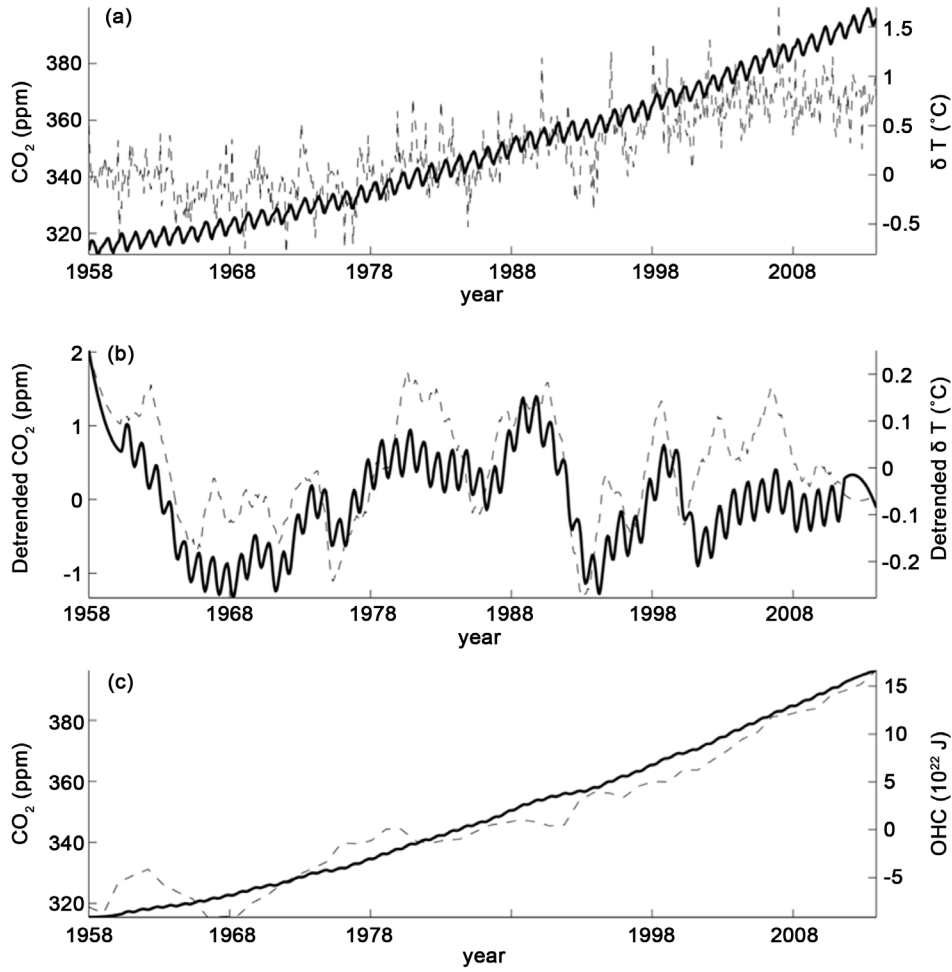 (a)
CO₂ (ppm)
380
360
340
320
1.5
1
0.5
0
-0.5
δ T (°C)
1958 1968 1978 1988 1998 2008
year
(b)
Detrended CO₂ (ppm)
2
1
0
-1
0.2
0.1
0
-0.1
-0.2
Detrended δ T (°C)
1958 1968 1978 1988 1998 2008
year
(c)
CO₂ (ppm)
380
360
340
320
15
10
5
0
-5
OHC (10²² J)
1958 1968 1978 1998 2008
year